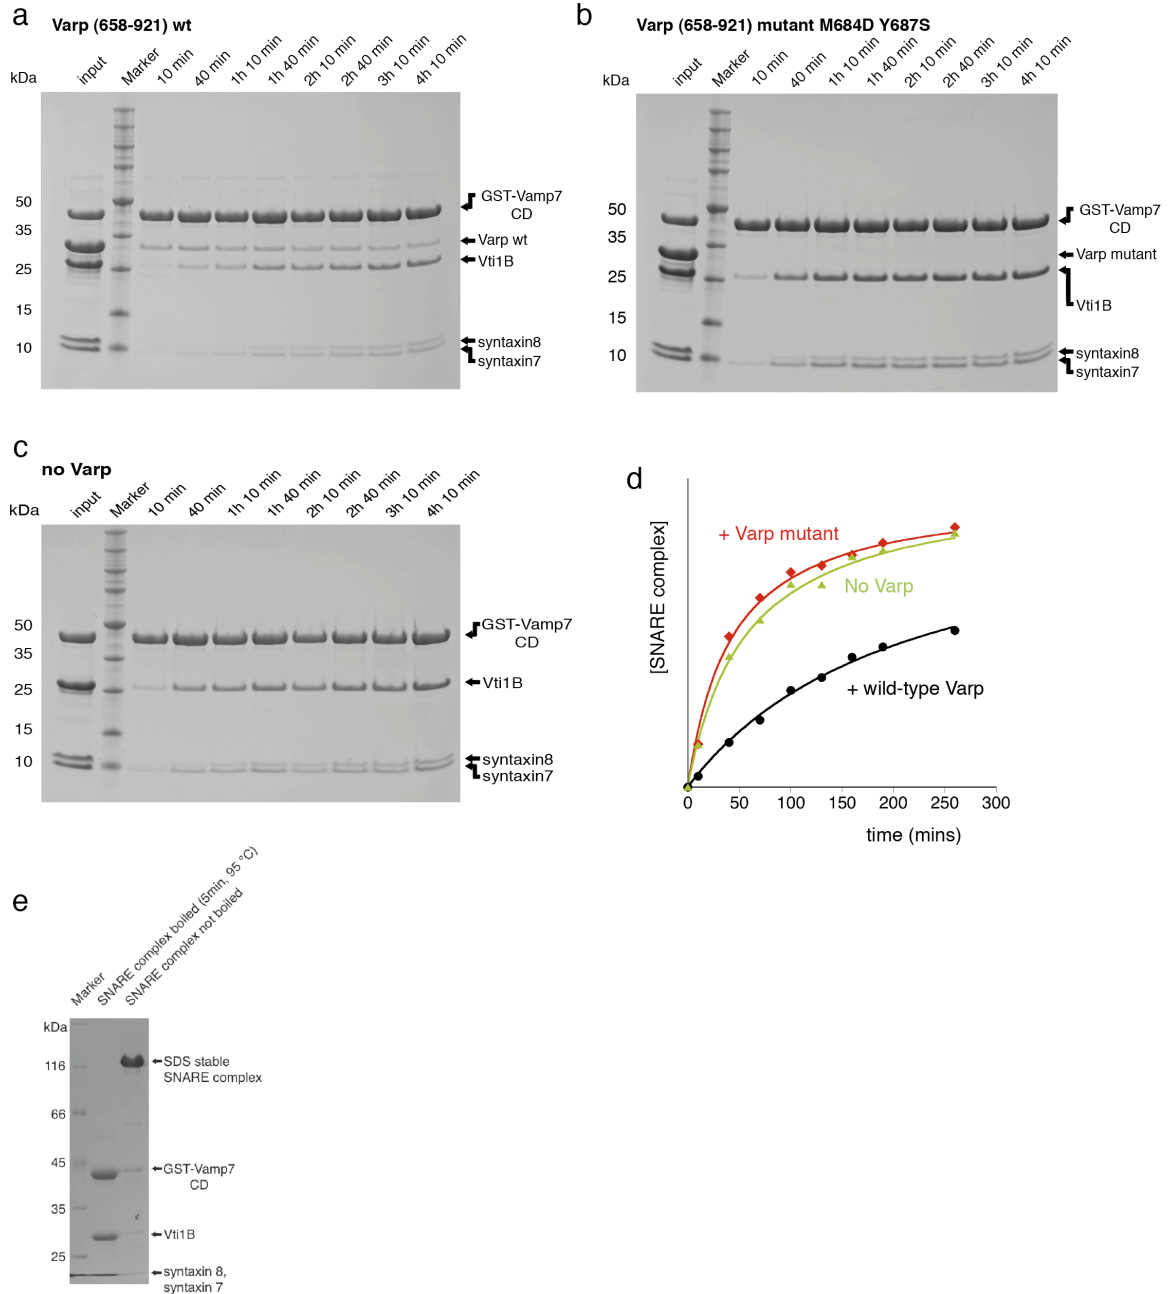 a
Varp (658-921) wt
kDa
input
Marker
10 min
40 min
1h 10 min
1h 40 min
2h 10 min
2h 40 min
3h 10 min
4h 10 min
50
35
25
15
10
GST-Vamp7
CD
Varp wt
Vti1B
syntaxin8
syntaxin7
b
Varp (658-921) mutant M684D Y687S
kDa
input
Marker
10 min
40 min
1h 10 min
1h 40 min
2h 10 min
2h 40 min
3h 10 min
4h 10 min
50
35
25
15
10
GST-Vamp7
CD
Varp mutant
Vti1B
syntaxin8
syntaxin7
c
no Varp
kDa
input
Marker
10 min
40 min
1h 10 min
1h 40 min
2h 10 min
2h 40 min
3h 10 min
4h 10 min
50
35
25
15
10
GST-Vamp7
CD
Vti1B
syntaxin8
syntaxin7
d
[SNARE complex]
+ Varp mutant
No Varp
+ wild-type Varp
0 50 100 150 200 250 300
time (mins)
e
Marker
SNARE complex boiled (5min, 95 °C)
SNARE complex not boiled
kDa
116
66
45
35
25
SDS stable
SNARE complex
GST-Vamp7
CD
Vti1B
syntaxin 8,
syntaxin 7